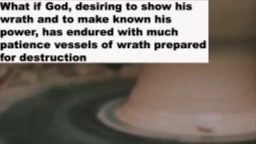 What if God, desiring to show his
wrath and to make known his
power, has endured with much
patience vessels of wrath prepared
for destruction